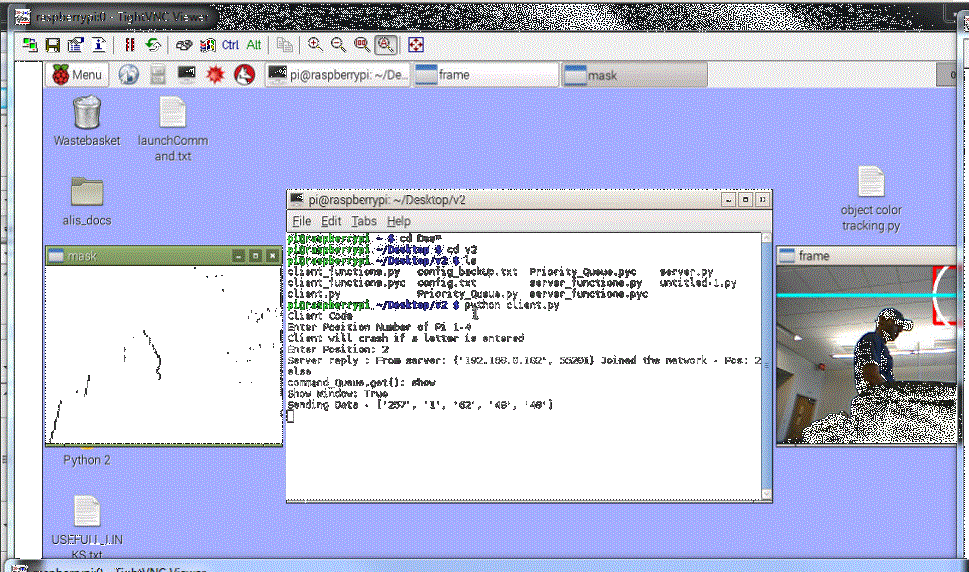 raspberrypi0 - TightVNC Viewer
Ctrl Alt
Menu
pi@raspberrypi: ~/De...
frame
mask
Wastebasket
launchComm
and.txt
alis_docs
object color
tracking.py
mask
Python 2
USEFULL_LIN
KS.txt
pi@raspberrypi: ~/Desktop/v2
File Edit Tabs Help
pi@raspberrypi ~ $ cd Des*
pi@raspberrypi ~/Desktop $ cd v2
pi@raspberrypi ~/Desktop/v2 $ ls
client_functions.py config_backup.txt Priority_Queue.pyc server.py
client_functions.pyc config.txt server_functions.py untitled-1.py
client.py Priority_Queue.py server_functions.pyc
pi@raspberrypi ~/Desktop/v2 $ python client.py
Client Code
Enter Position Number of Pi 1-4
Client will crash if a letter is entered
Enter Position: 2
Server reply : From server: ('192.168.0.102', 55201) Joined the network - Pos: 2
else
command_Queue.get(): show
Show Window: True
Sending Data - ['257', '1', '62', '48', '48']
frame
raspberrypi0 - TightVNC Viewer